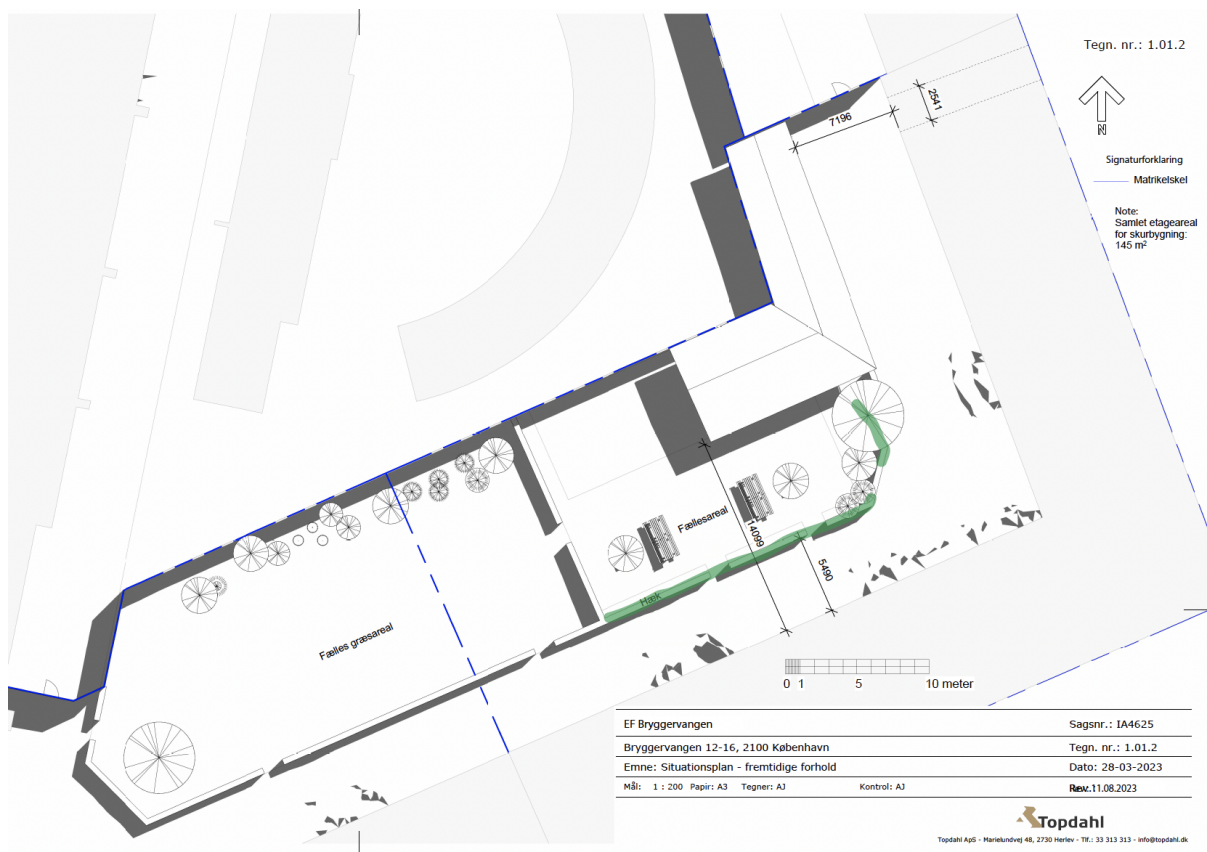 Tegn. nr.: 1.01.2
N
Signaturforklaring
Matrikelskel
Note:
Samlet etageareal
for skurbygning:
145 m²
2541
7196
Fællesareal
14099
5490
Hæk
Fælles græsareal
0 1 5 10 meter
EF Bryggervangen Sagsnr.: IA4625
Bryggervangen 12-16, 2100 København Tegn. nr.: 1.01.2
Emne: Situationsplan - fremtidige forhold Dato: 28-03-2023
Mål: 1 : 200 Papir: A3 Tegner: AJ Kontrol: AJ 11.08.2023
Topdahl
Topdahl ApS - Marielundvej 48, 2730 Herlev - Tlf.: 33 313 313 - info@topdahl.dk